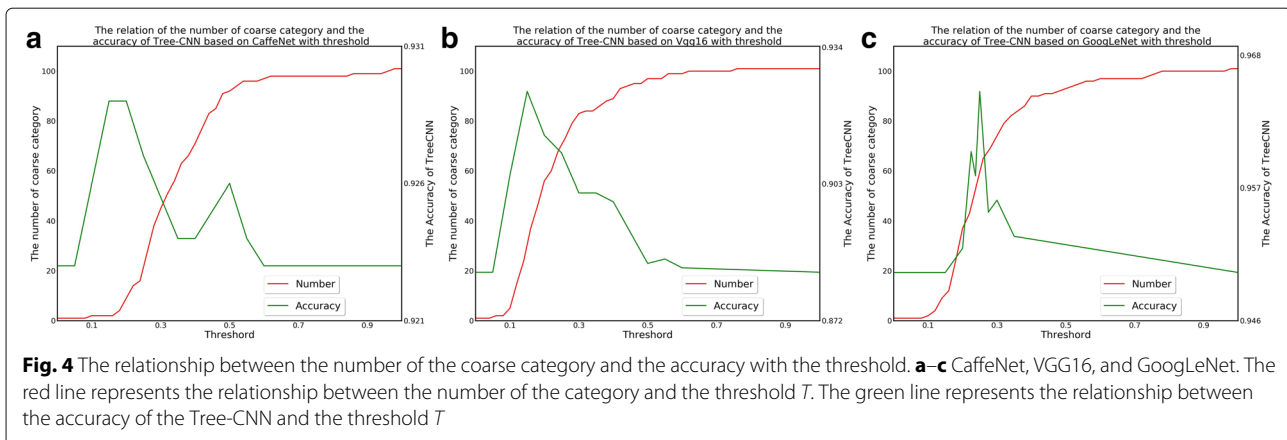 a
The relation of the number of coarse category and the
accuracy of Tree-CNN based on CaffeNet with threshold
0.931
100
80
60
40
20
0
The number of coarse category
0.926
0.921
The Accuracy of TreeCNN
Number
Accuracy
0.1 0.3 0.5 0.7 0.9
Threshord
b
The relation of the number of coarse category and the
accuracy of Tree-CNN based on Vgg16 with threshold
0.934
100
80
60
40
20
0
The number of coarse category
0.903
0.872
The Accuracy of TreeCNN
Number
Accuracy
0.1 0.3 0.5 0.7 0.9
Threshord
c
The relation of the number of coarse category and the
accuracy of Tree-CNN based on GoogLeNet with threshold
0.968
100
80
60
40
20
0
The number of coarse category
0.957
0.946
The Accuracy of TreeCNN
Number
Accuracy
0.1 0.3 0.5 0.7 0.9
Threshord
Fig. 4 The relationship between the number of the coarse category and the accuracy with the threshold. a–c CaffeNet, VGG16, and GoogLeNet. The
red line represents the relationship between the number of the category and the threshold T. The green line represents the relationship between
the accuracy of the Tree-CNN and the threshold T